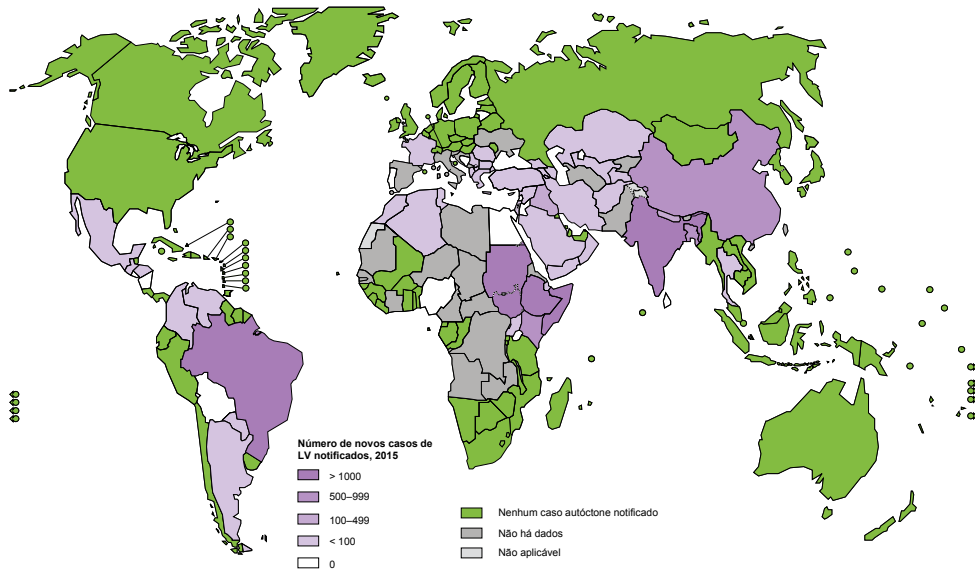 Número de novos casos de
LV notificados, 2015
> 1000
500–999
100–499
< 100
0
Nenhum caso autóctone notificado
Não há dados
Não aplicável